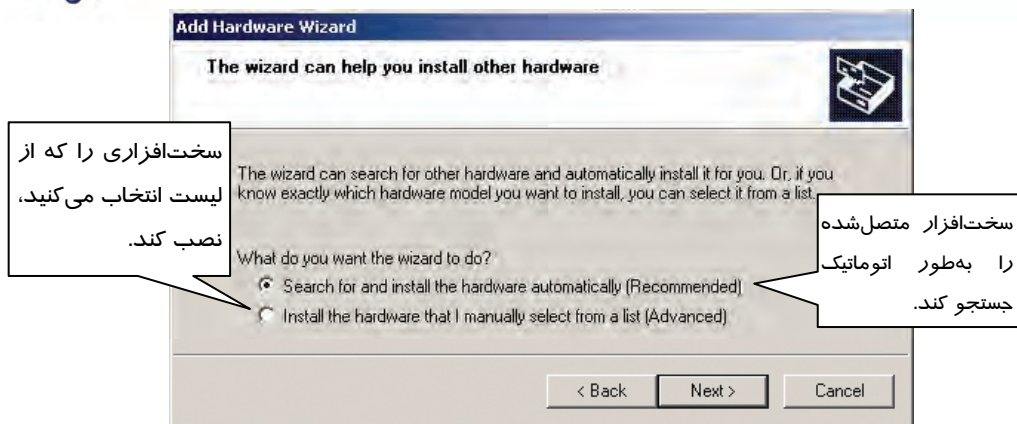 Add Hardware Wizard
The wizard can help you install other hardware
سخت‌افزاری را که از
لیست انتخاب می‌کنید،
نصب کند.
The wizard can search for other hardware and automatically install it for you. Or, if you
know exactly which hardware model you want to install, you can select it from a list.
سخت‌افزار متصل‌شده
را به‌طور اتوماتیک
جستجو کند.
What do you want the wizard to do?
Search for and install the hardware automatically (Recommended)
Install the hardware that I manually select from a list (Advanced)
< Back
Next >
Cancel